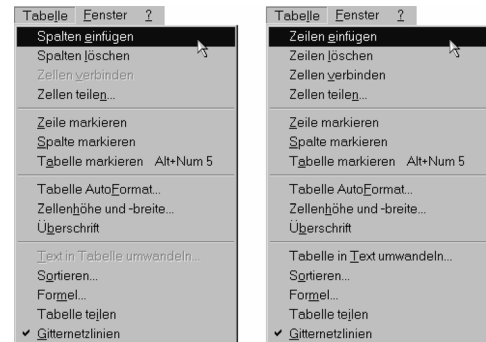 Tabelle Fenster ?
Spalten einfügen
Spalten löschen
Zellen verbinden
Zellen teilen...
Zeile markieren
Spalte markieren
Tabelle markieren Alt+Num 5
Tabelle AutoFormat...
Zellenhöhe und -breite...
Überschrift
Text in Tabelle umwandeln...
Sortieren...
Formel...
Tabelle teilen
✔ Gitternetzlinien
Tabelle Fenster ?
Zeilen einfügen
Zeilen löschen
Zellen verbinden
Zellen teilen...
Zeile markieren
Spalte markieren
Tabelle markieren Alt+Num 5
Tabelle AutoFormat...
Zellenhöhe und -breite...
Überschrift
Tabelle in Text umwandeln...
Sortieren...
Formel...
Tabelle teilen
✔ Gitternetzlinien